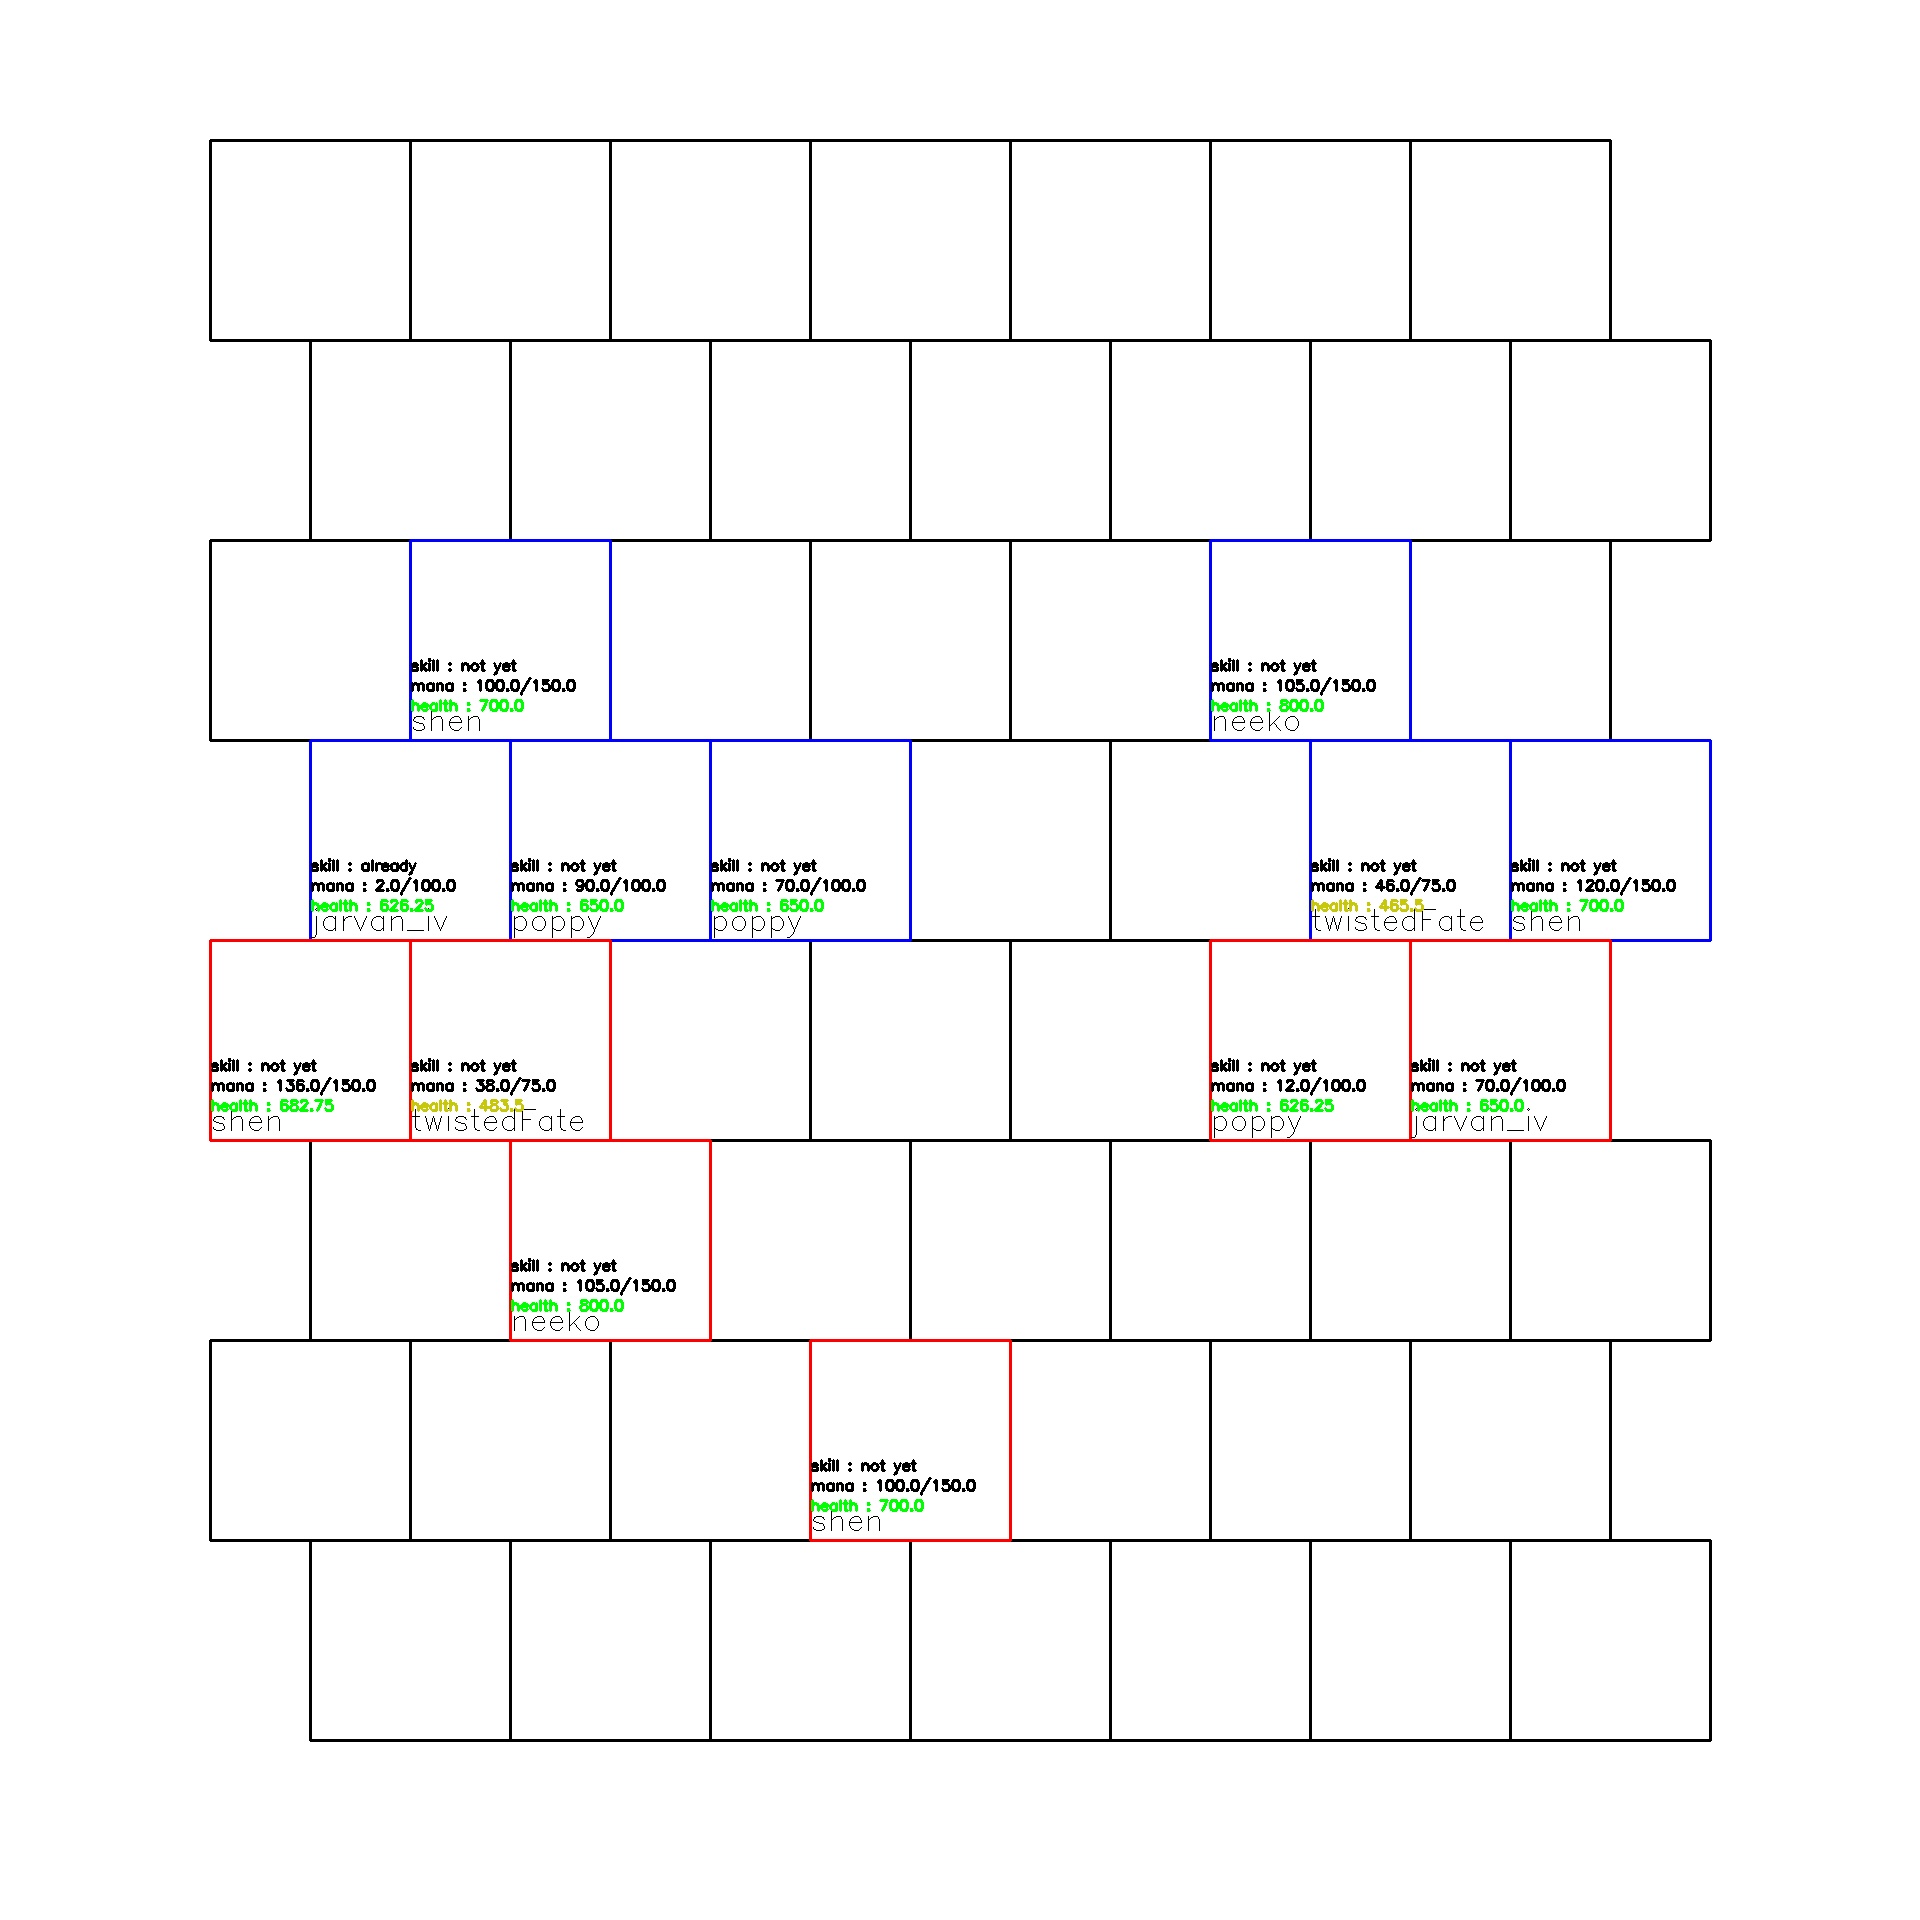 skill : not yet
mana : 100.0/150.0
health : 700.0
shen
skill : not yet
mana : 105.0/150.0
health : 800.0
neeko
skill : already
mana : 2.0/100.0
health : 626.25
jarvan_iv
skill : not yet
mana : 90.0/100.0
health : 650.0
poppy
skill : not yet
mana : 70.0/100.0
health : 650.0
poppy
skill : not yet
mana : 46.0/75.0
health : 465.5
twistedFate
skill : not yet
mana : 120.0/150.0
health : 700.0
shen
skill : not yet
mana : 136.0/150.0
health : 682.75
shen
skill : not yet
mana : 38.0/75.0
health : 483.5
twistedFate
skill : not yet
mana : 12.0/100.0
health : 626.25
poppy
skill : not yet
mana : 70.0/100.0
health : 650.0
jarvan_iv
skill : not yet
mana : 105.0/150.0
health : 800.0
neeko
skill : not yet
mana : 100.0/150.0
health : 700.0
shen